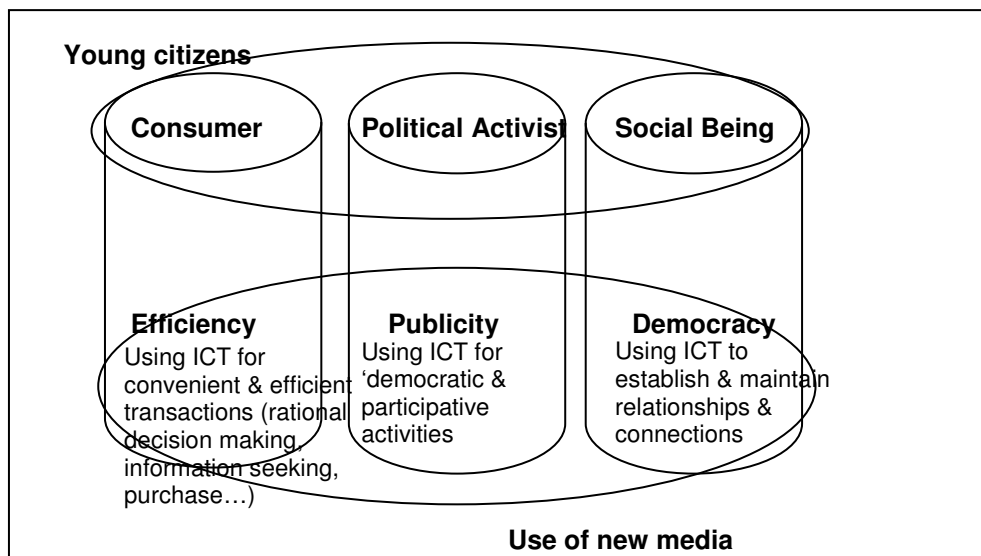 Young citizens
Consumer
Political Activist
Social Being
Efficiency
Using ICT for
convenient & efficient
transactions (rational
decision making,
information seeking,
purchase…)
Publicity
Using ICT for
‘democratic &
participative
activities
Democracy
Using ICT to
establish & maintain
relationships &
connections
Use of new media